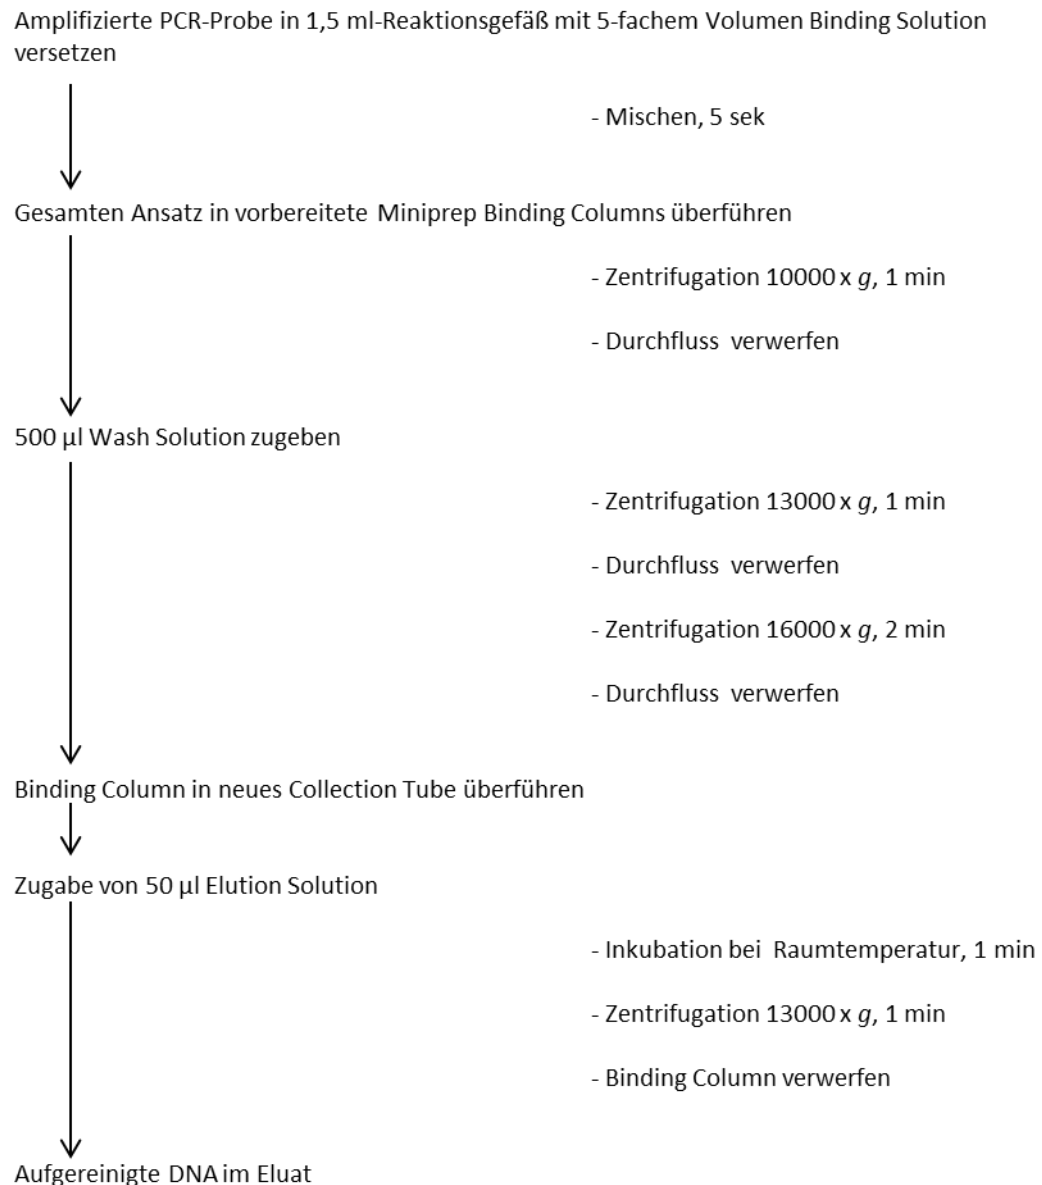 Amplifizierte PCR-Probe in 1,5 ml-Reaktionsgefäß mit 5-fachem Volumen Binding Solution
versetzen
- Mischen, 5 sek
Gesamten Ansatz in vorbereitete Miniprep Binding Columns überführen
- Zentrifugation 10000 x g, 1 min
- Durchfluss verwerfen
500 µl Wash Solution zugeben
- Zentrifugation 13000 x g, 1 min
- Durchfluss verwerfen
- Zentrifugation 16000 x g, 2 min
- Durchfluss verwerfen
Binding Column in neues Collection Tube überführen
Zugabe von 50 µl Elution Solution
- Inkubation bei Raumtemperatur, 1 min
- Zentrifugation 13000 x g, 1 min
- Binding Column verwerfen
Aufgereinigte DNA im Eluat